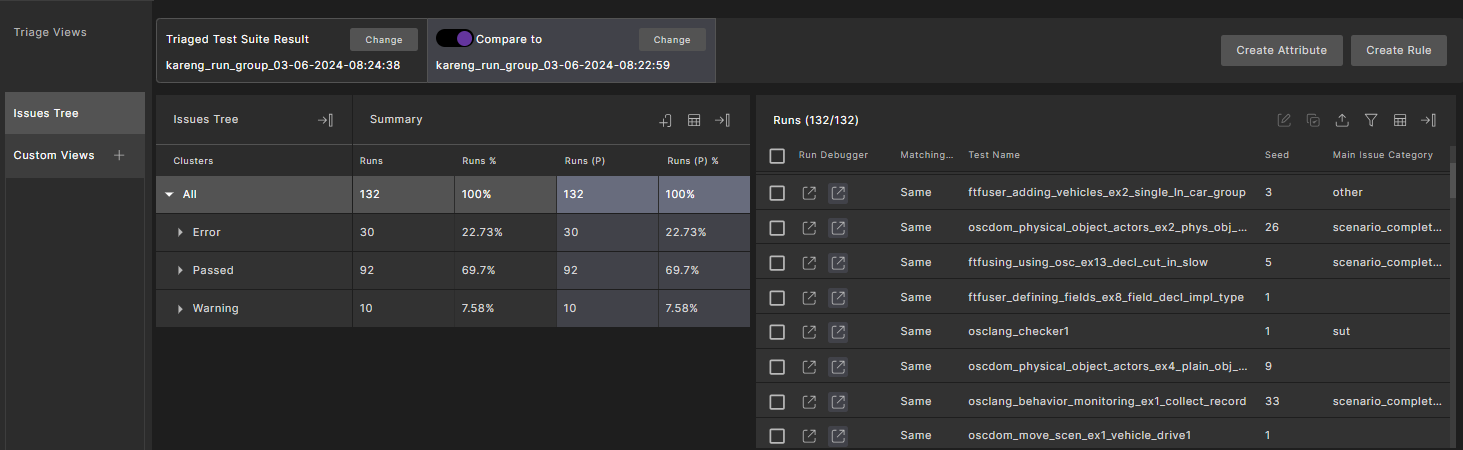 Triage Views
Issues Tree
Custom Views
Triaged Test Suite Result Change
kareng_run_group_03-06-2024-08:24:38
Compare to Change
kareng_run_group_03-06-2024-08:22:59
Create Attribute Create Rule
Issues Tree Summary
Clusters Runs Runs % Runs (P) Runs (P) %
All 132 100% 132 100%
Error 30 22.73% 30 22.73%
Passed 92 69.7% 92 69.7%
Warning 10 7.58% 10 7.58%
Runs (132/132)
Run Debugger Matching... Test Name Seed Main Issue Category
Same ftfuser_adding_vehicles_ex2_single_ln_car_group 3 other
Same oscdom_physical_object_actors_ex2_phys_obj_... 26 scenario_complet...
Same ftfusing_using_osc_ex13_decl_cut_in_slow 5 scenario_complet...
Same ftfuser_defining_fields_ex8_field_decl_impl_type 1
Same osclang_checker1 1 sut
Same oscdom_physical_object_actors_ex4_plain_obj_... 9
Same osclang_behavior_monitoring_ex1_collect_record 33 scenario_complet...
Same oscdom_move_scen_ex1_vehicle_drive1 1